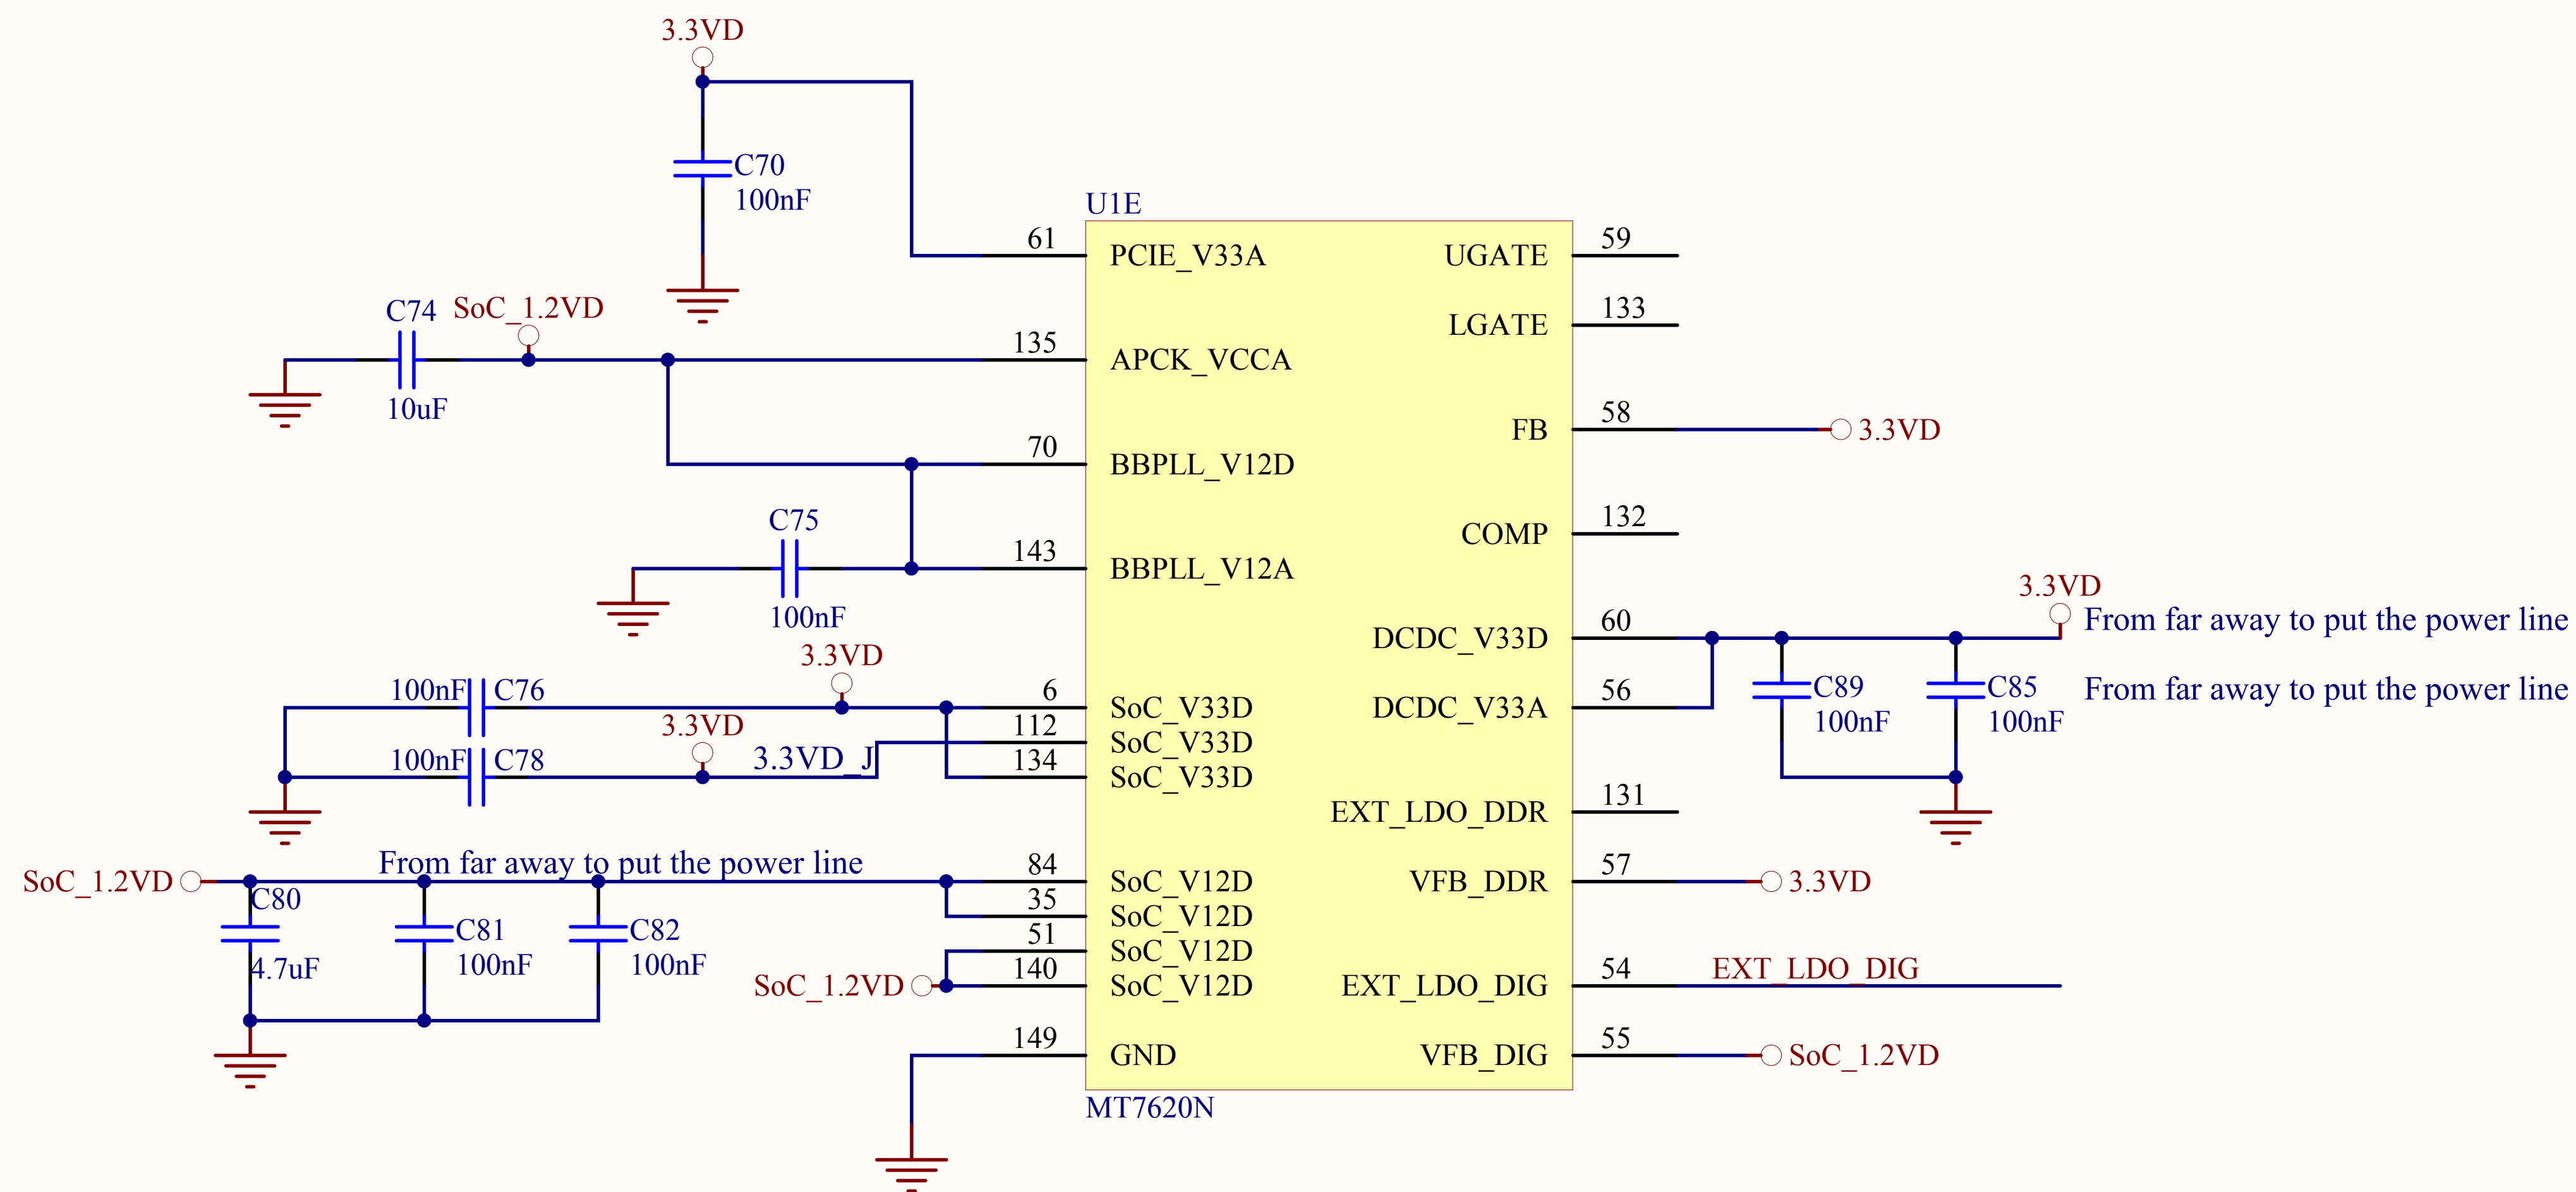 3.3VD
C70
100nF
U1E
61
PCIE_V33A
UGATE
59
C74
SoC_1.2VD
10uF
LGATE
133
135
APCK_VCCA
FB
58
3.3VD
70
BBPLL_V12D
C75
100nF
COMP
132
143
BBPLL_V12A
3.3VD
From far away to put the power line
DCDC_V33D
60
3.3VD
100nF
C76
6
SoC_V33D
DCDC_V33A
56
C89
100nF
C85
100nF
From far away to put the power line
3.3VD
112
SoC_V33D
100nF
C78
3.3VD_J
134
SoC_V33D
EXT_LDO_DDR
131
From far away to put the power line
SoC_1.2VD
84
SoC_V12D
VFB_DDR
57
3.3VD
C80
4.7uF
C81
100nF
C82
100nF
35
SoC_V12D
51
SoC_V12D
SoC_1.2VD
140
SoC_V12D
EXT_LDO_DIG
54
EXT_LDO_DIG
149
GND
VFB_DIG
55
SoC_1.2VD
MT7620N